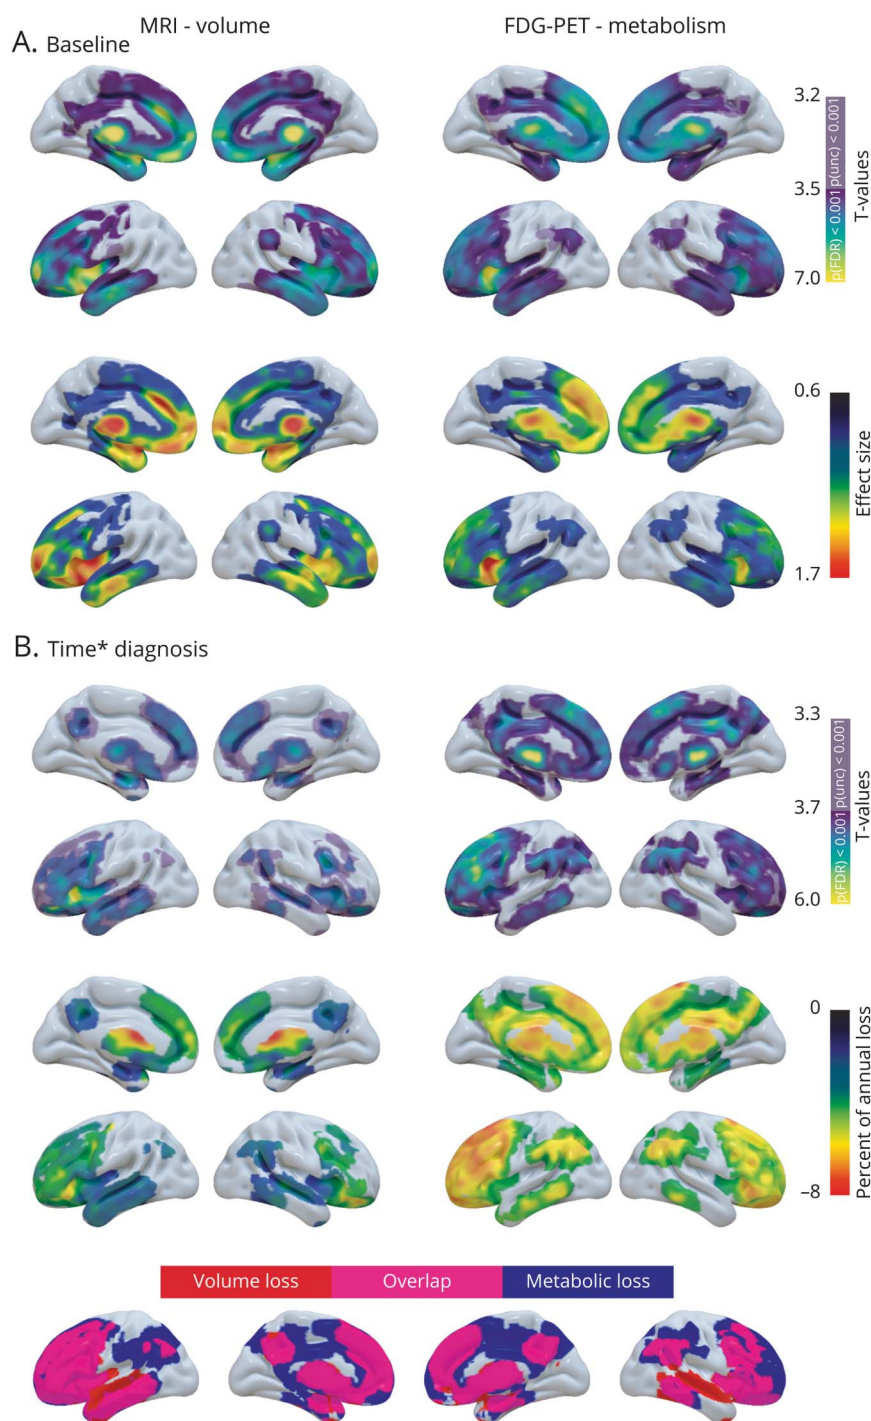 MRI - volume
FDG-PET - metabolism
A. Baseline
3.2
3.5
7.0
p(FDR) < 0.001 p(unc) < 0.001
T-values
0.6
1.7
Effect size
B. Time* diagnosis
3.3
3.7
6.0
p(FDR) < 0.001 p(unc) < 0.001
T-values
0
–8
Percent of annual loss
Volume loss
Overlap
Metabolic loss